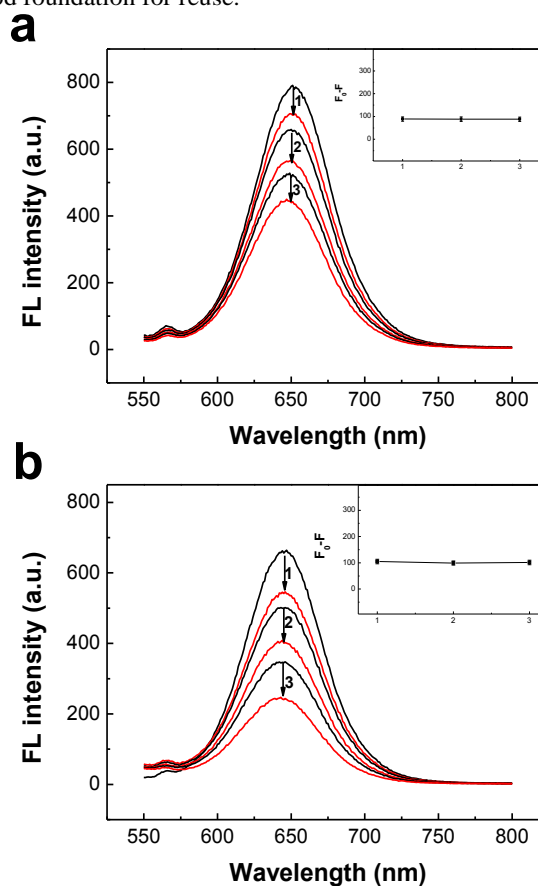 od foundation for reuse.
a
FL intensity (a.u.)
800
600
400
200
0
1
2
3
550 600 650 700 750 800
Wavelength (nm)
F0-F
300
200
100
0
1 2 3
b
FL intensity (a.u.)
800
600
400
200
0
1
2
3
550 600 650 700 750 800
Wavelength (nm)
F0-F
300
200
100
0
1 2 3